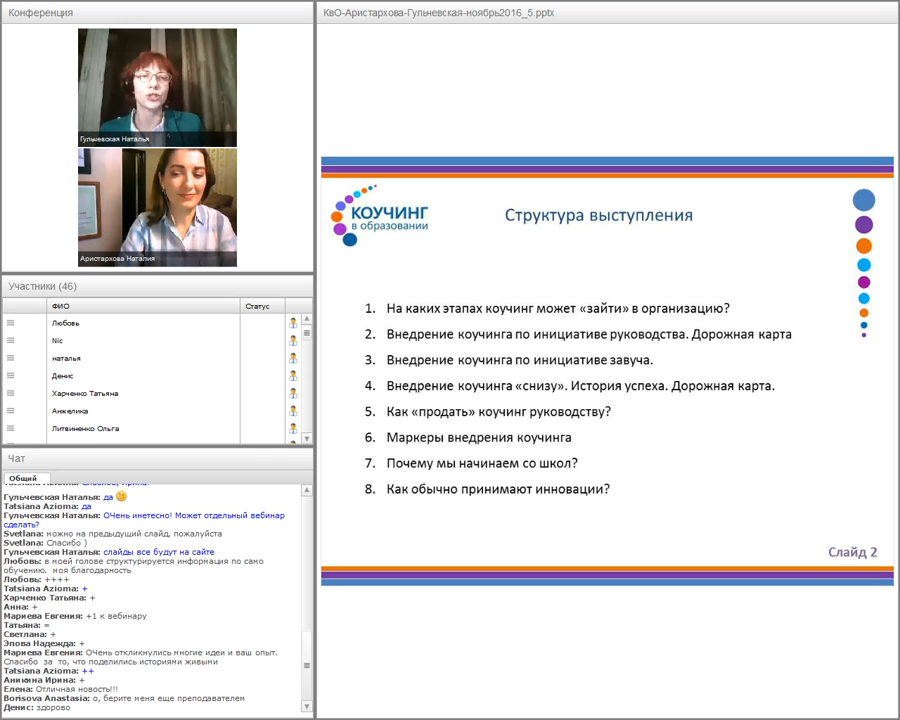 Конференция
Гульчевская Наталья
Аристархова Наталия
Участники (46)
ФИО
Статус
Любовь
Nic
наталья
Денис
Харченко Татьяна
Анжелика
Литвиненко Ольга
Чат
Общий
Гульчевская Наталья: да
Tatsiana Azioma: да
Гульчевская Наталья: ОЧень инетесно! Может отдельный вебинар
сделать?
Svetlana: можно на предыдущий слайд, пожалуйста
Svetlana: Спасибо )
Гульчевская Наталья: слайды все будут на сайте
Любовь: в моей голове структурируется информация по само
обучению. моя благодарность
Любовь: ++++
Tatsiana Azioma: +
Харченко Татьяна: +
Анна: +
Мариева Евгения: +1 к вебинару
Татьяна: =
Светлана: +
Эпова Надежда: +
Мариева Евгения: ОЧень откликнулись многие идеи и ваш опыт.
Спасибо за то, что поделились историями живыми
Tatsiana Azioma: ++
Аникина Ирина: +
Елена: Отличная новость!!!
Borisova Anastasia: о, берите меня еще преподавателем
Денис: здорово
КвО-Аристархова-Гульчевская-ноябрь2016_5.pptx
КОУЧИНГ
в образовании
Структура выступления
1. На каких этапах коучинг может «зайти» в организацию?
2. Внедрение коучинга по инициативе руководства. Дорожная карта
3. Внедрение коучинга по инициативе завуча.
4. Внедрение коучинга «снизу». История успеха. Дорожная карта.
5. Как «продать» коучинг руководству?
6. Маркеры внедрения коучинга
7. Почему мы начинаем со школ?
8. Как обычно принимают инновации?
Слайд 2